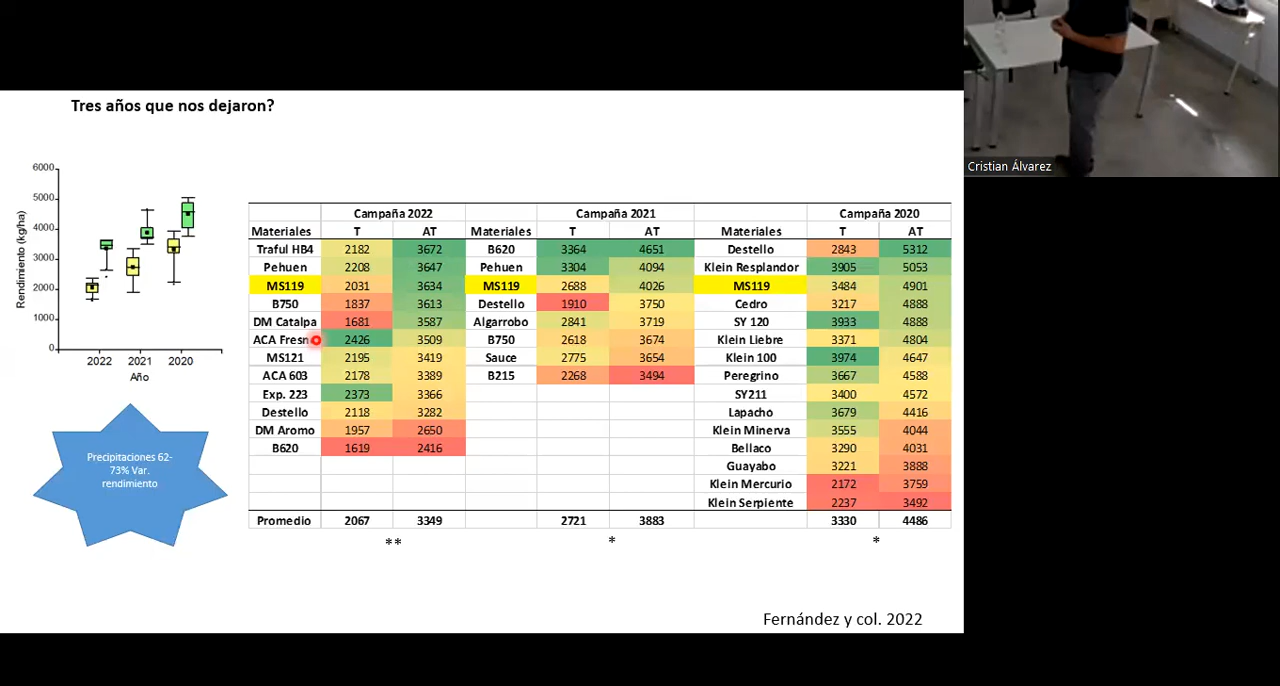 Tres años que nos dejaron?
Cristian Álvarez
Rendimiento (kg/ha)
6000
5000
4000
3000
2000
1000
0
2022 2021 2020
Año
Precipitaciones 62-
73% Var.
rendimiento
Campaña 2022 Campaña 2021 Campaña 2020
Materiales T AT Materiales T AT Materiales T AT
Traful HB4 2182 3672 B620 3364 4651 Destello 2843 5312
Pehuen 2208 3647 Pehuen 3304 4094 Klein Resplandor 3905 5053
MS119 2031 3634 MS119 2688 4026 MS119 3484 4901
B750 1837 3613 Destello 1910 3750 Cedro 3217 4888
DM Catalpa 1681 3587 Algarrobo 2841 3719 SY 120 3933 4888
ACA Fresn 2426 3509 B750 2618 3674 Klein Liebre 3371 4804
MS121 2195 3419 Sauce 2775 3654 Klein 100 3974 4647
ACA 603 2178 3389 B215 2268 3494 Peregrino 3667 4588
Exp. 223 2373 3366 SY211 3400 4572
Destello 2118 3282 Lapacho 3679 4416
DM Aromo 1957 2650 Klein Minerva 3555 4044
B620 1619 2416 Bellaco 3290 4031
Guayabo 3221 3888
Klein Mercurio 2172 3759
Klein Serpiente 2237 3492
Promedio 2067 3349 2721 3883 3330 4486
** * *
Fernández y col. 2022